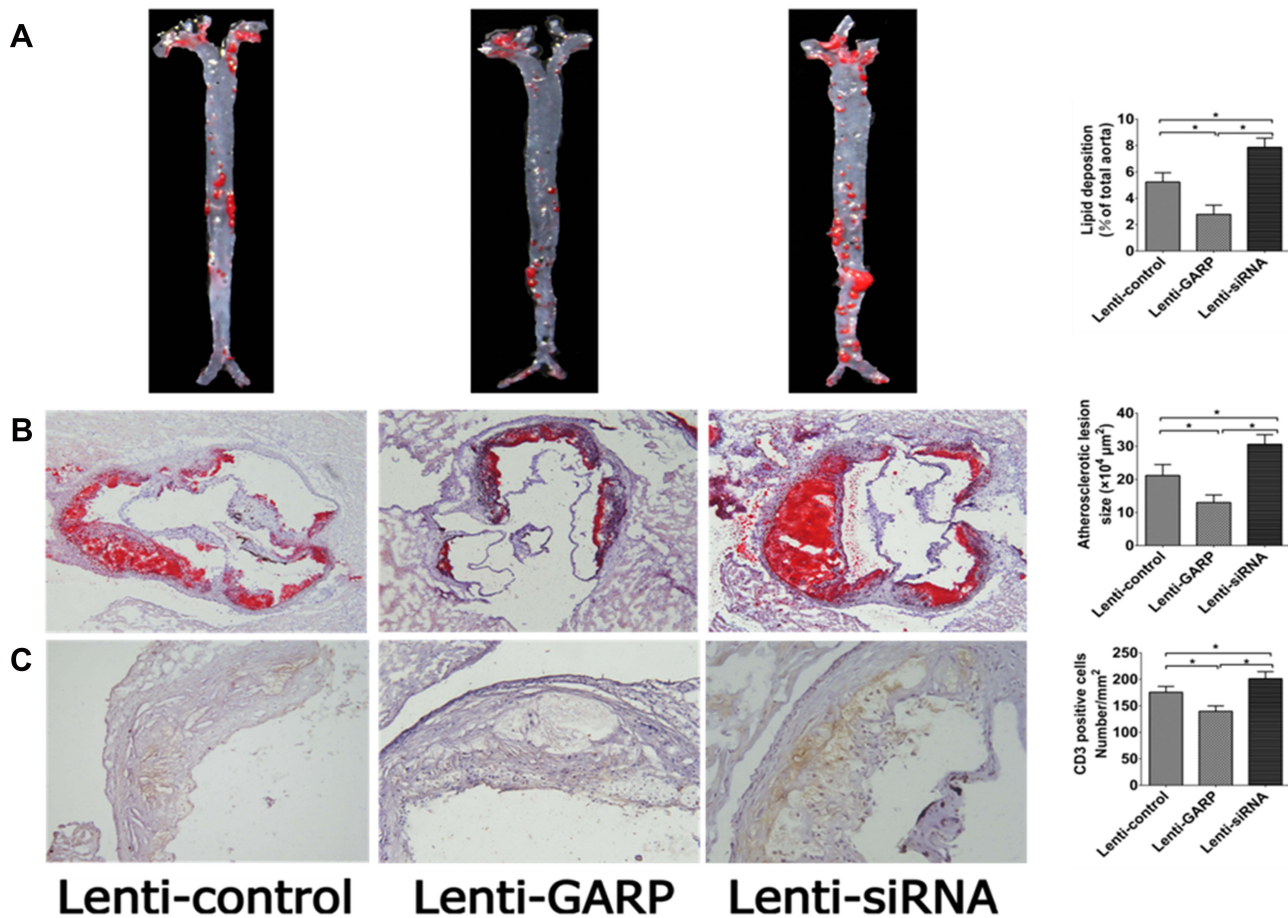 A
Lipid deposition
(% of total aorta)
10
8
6
4
2
0
*
*
*
Lenti-control
Lenti-GARP
Lenti-siRNA
B
Atherosclerotic lesion
size (×10⁴ μm²)
40
30
20
10
0
*
*
*
Lenti-control
Lenti-GARP
Lenti-siRNA
C
CD3 positive cells
Number/mm²
250
200
150
100
50
0
*
*
*
Lenti-control
Lenti-GARP
Lenti-siRNA
Lenti-control
Lenti-GARP
Lenti-siRNA